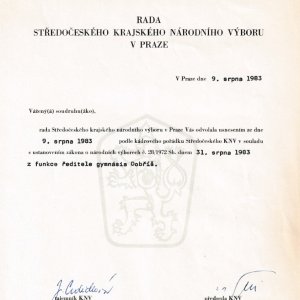 RADA
STŘEDOČESKÉHO KRAJSKÉHO NÁRODNÍHO VÝBORU
V PRAZE
V Praze dne 9. srpna 1983
Vážený(á) soudruhu(žko).
rada Středočeského krajského národního výboru v Praze Vás odvolala usnesením ze dne
9. srpna 1983 podle kádrového pořádku Středočeského KNV v souladu
s ustanovením zákona o národních výborech č. 28/1972 Sb. dnem 31. srpna 1983
z funkce ředitele gymnásia Dobříš.
tajemník KNV
předseda KNV